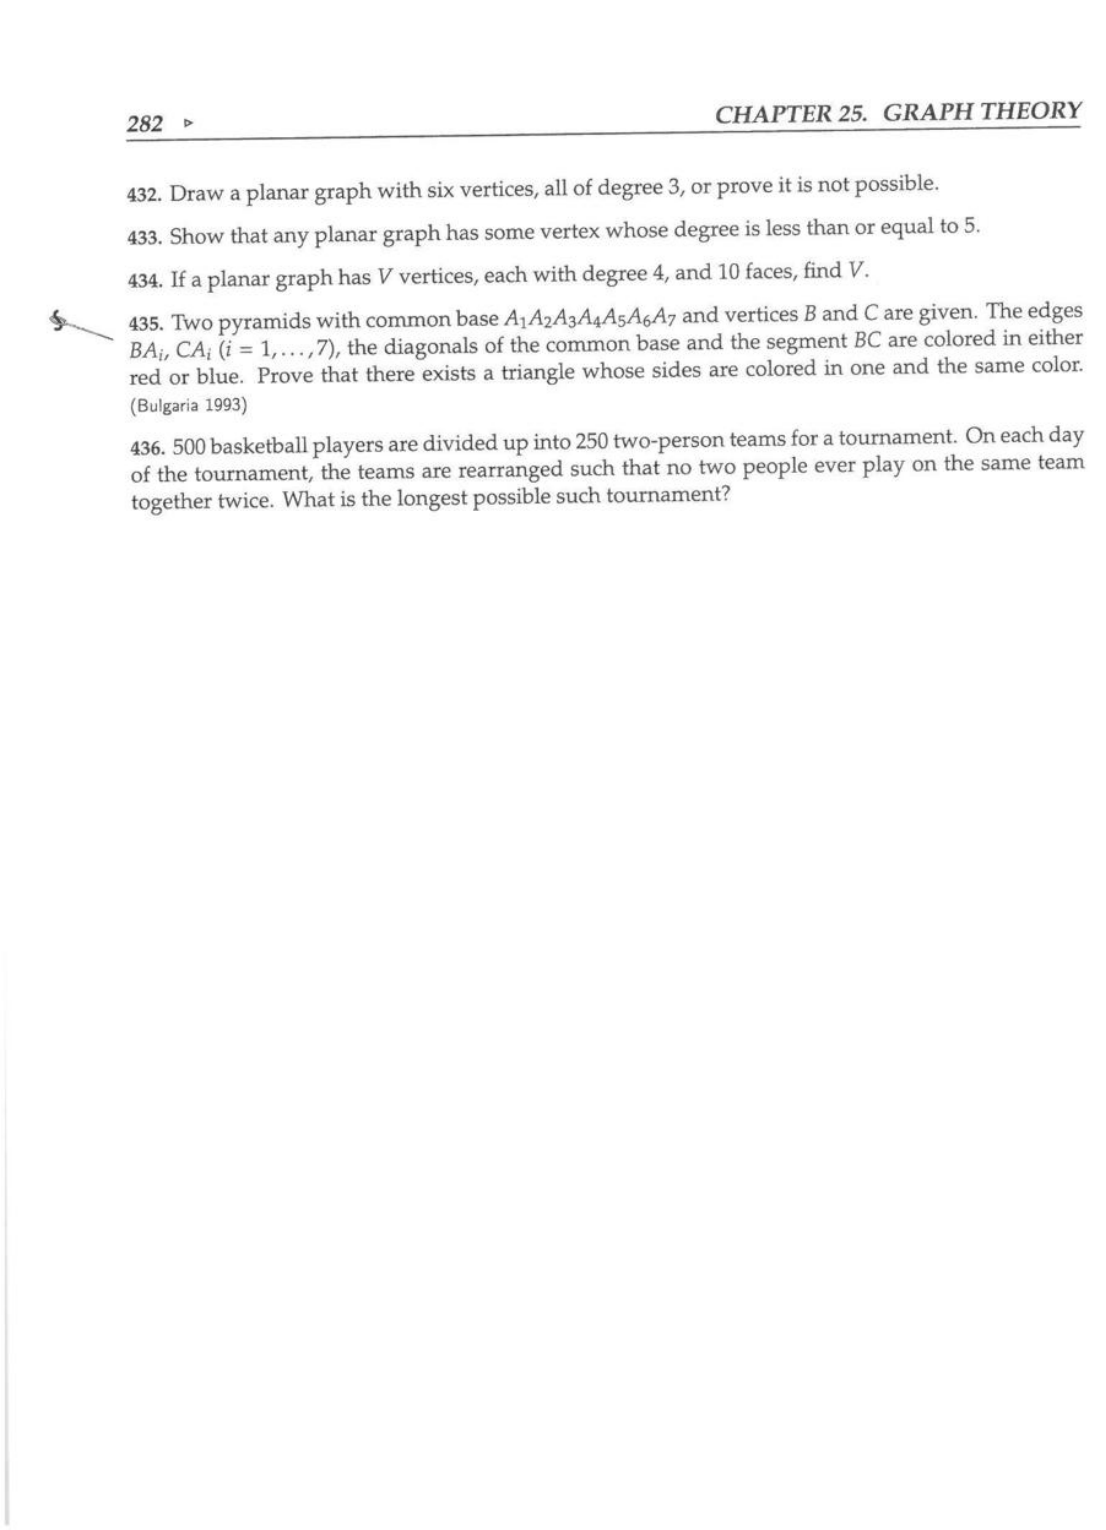 282 ▹ CHAPTER 25. GRAPH THEORY
432. Draw a planar graph with six vertices, all of degree 3, or prove it is not possible.
433. Show that any planar graph has some vertex whose degree is less than or equal to 5.
434. If a planar graph has V vertices, each with degree 4, and 10 faces, find V.
435. Two pyramids with common base A₁A₂A₃A₄A₅A₆A₇ and vertices B and C are given. The edges
BAᵢ, CAᵢ (i = 1,...,7), the diagonals of the common base and the segment BC are colored in either
red or blue. Prove that there exists a triangle whose sides are colored in one and the same color.
(Bulgaria 1993)
436. 500 basketball players are divided up into 250 two-person teams for a tournament. On each day
of the tournament, the teams are rearranged such that no two people ever play on the same team
together twice. What is the longest possible such tournament?